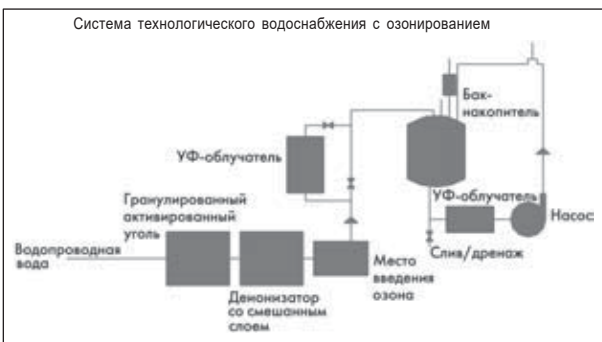 Система технологического водоснабжения с озонированием
Бак-
накопитель
УФ-облучатель
УФ-облучатель
Гранулированный
активированный
уголь
Насос
Водопроводная
вода
Слив/дренаж
Место
введения
озона
Деионизатор
со смешанным
слоем